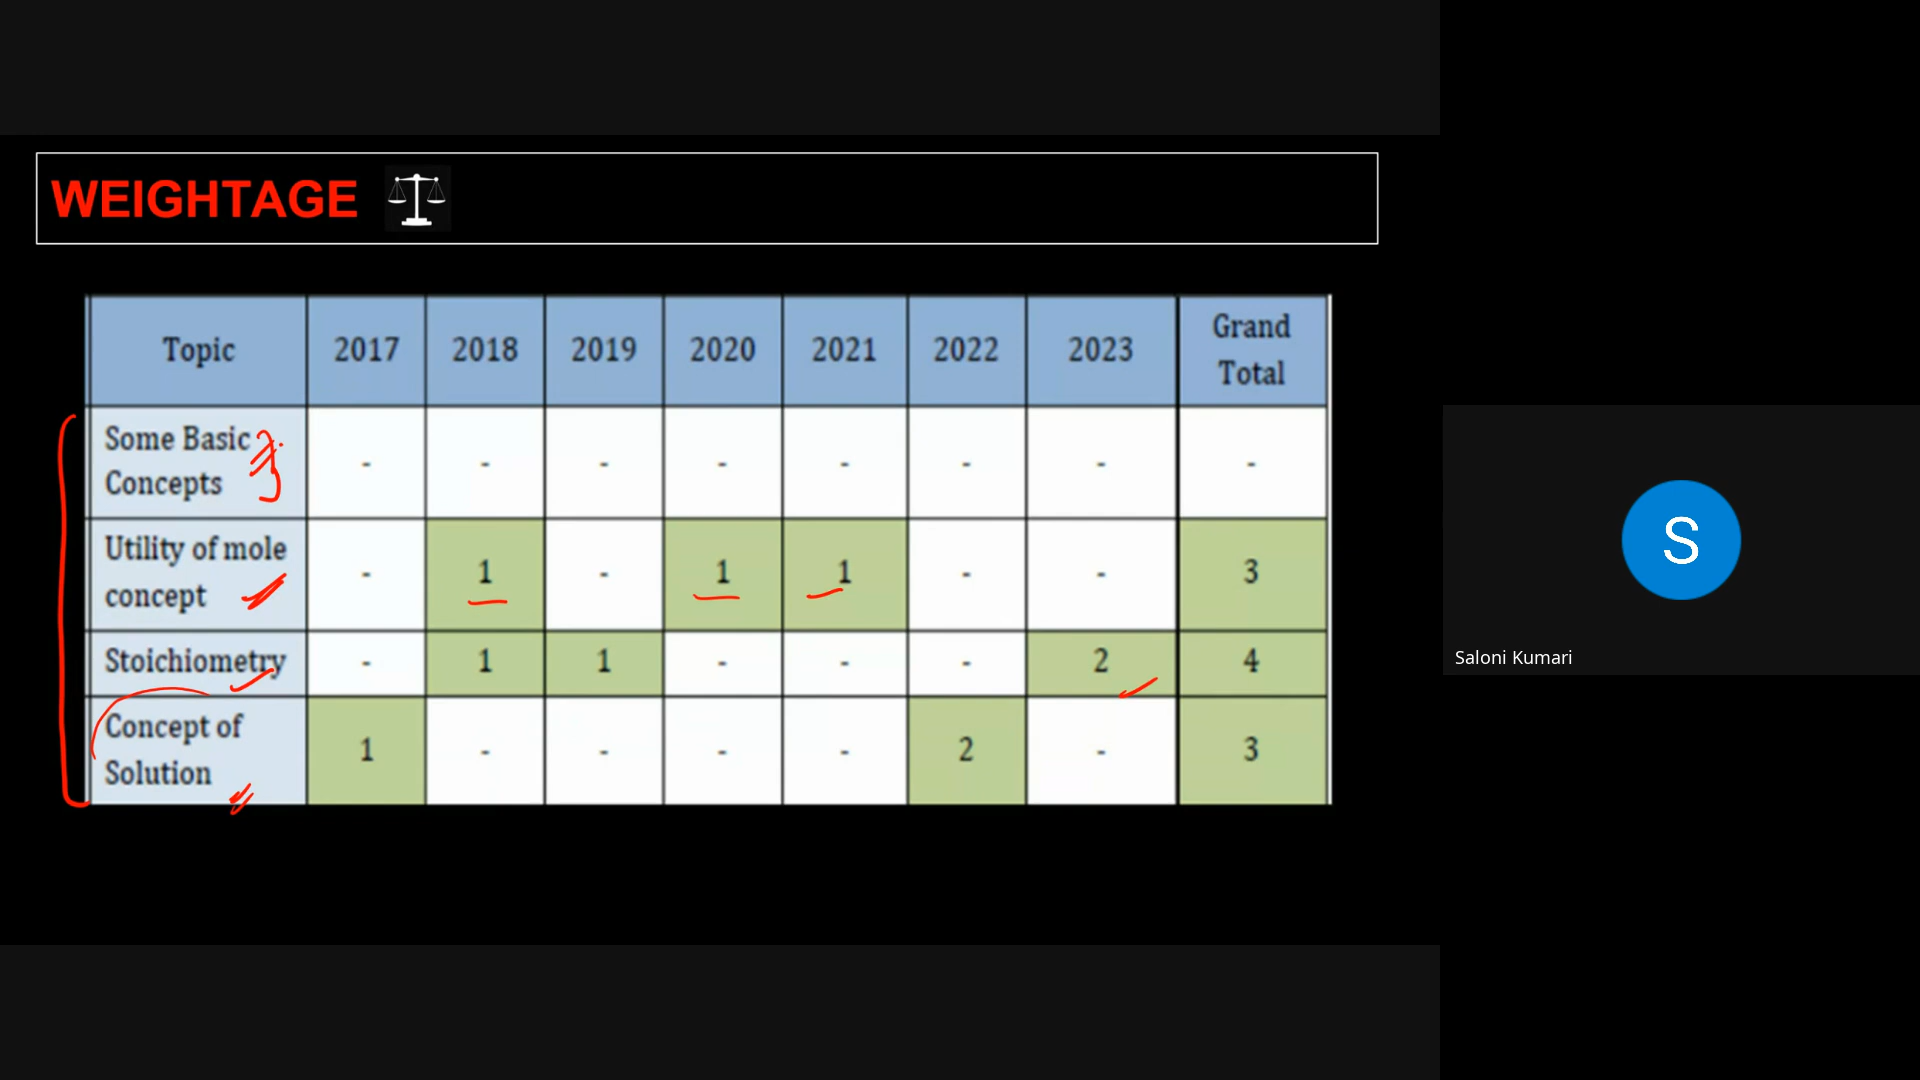 WEIGHTAGE
Topic 2017 2018 2019 2020 2021 2022 2023 Grand Total
Some Basic Concepts - - - - - - - -
Utility of mole concept - 1 - 1 1 - - 3
Stoichiometry - 1 1 - - - 2 4
Concept of Solution 1 - - - - 2 - 3
S
Saloni Kumari